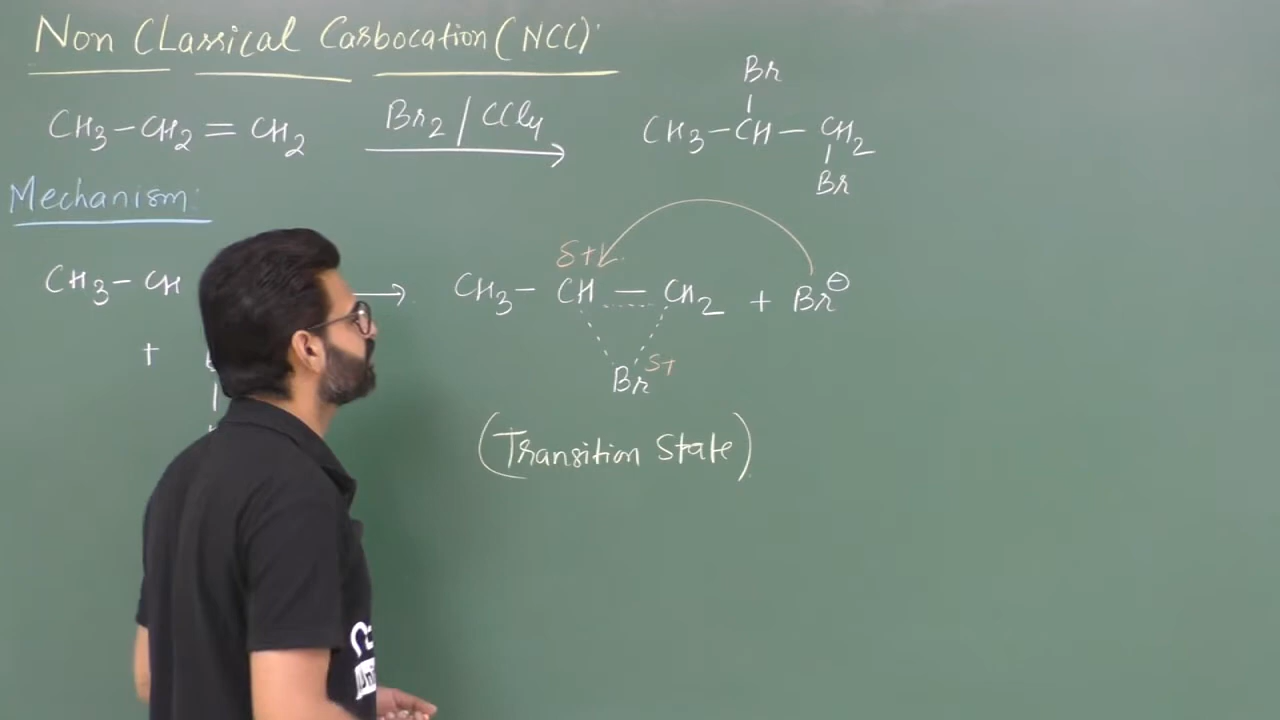 Non Classical Carbocation (NCC):
CH3-CH2=CH2 Br2/CCl4 CH3-CH-CH2
Br
Br
Mechanism:
CH3-CH
+
δ+
CH3-CH-CH2 + Br⊖
Br δ+
(Transition State)